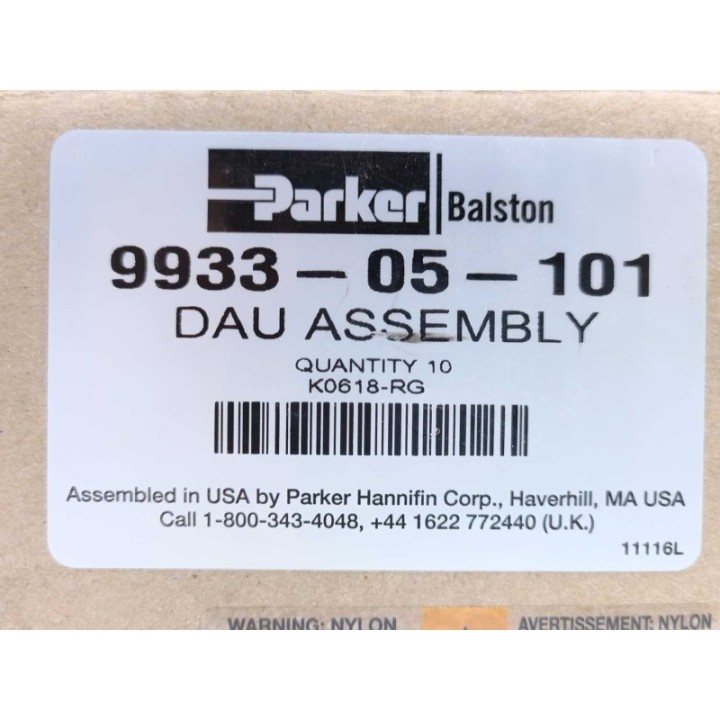 Parker Balston
9933-05-101
DAU ASSEMBLY
QUANTITY 10
K0618-RG
Assembled in USA by Parker Hannifin Corp., Haverhill, MA USA
Call 1-800-343-4048, +44 1622 772440 (U.K.)
11116L
WARNING: NYLON AVERTISSEMENT: NYLON